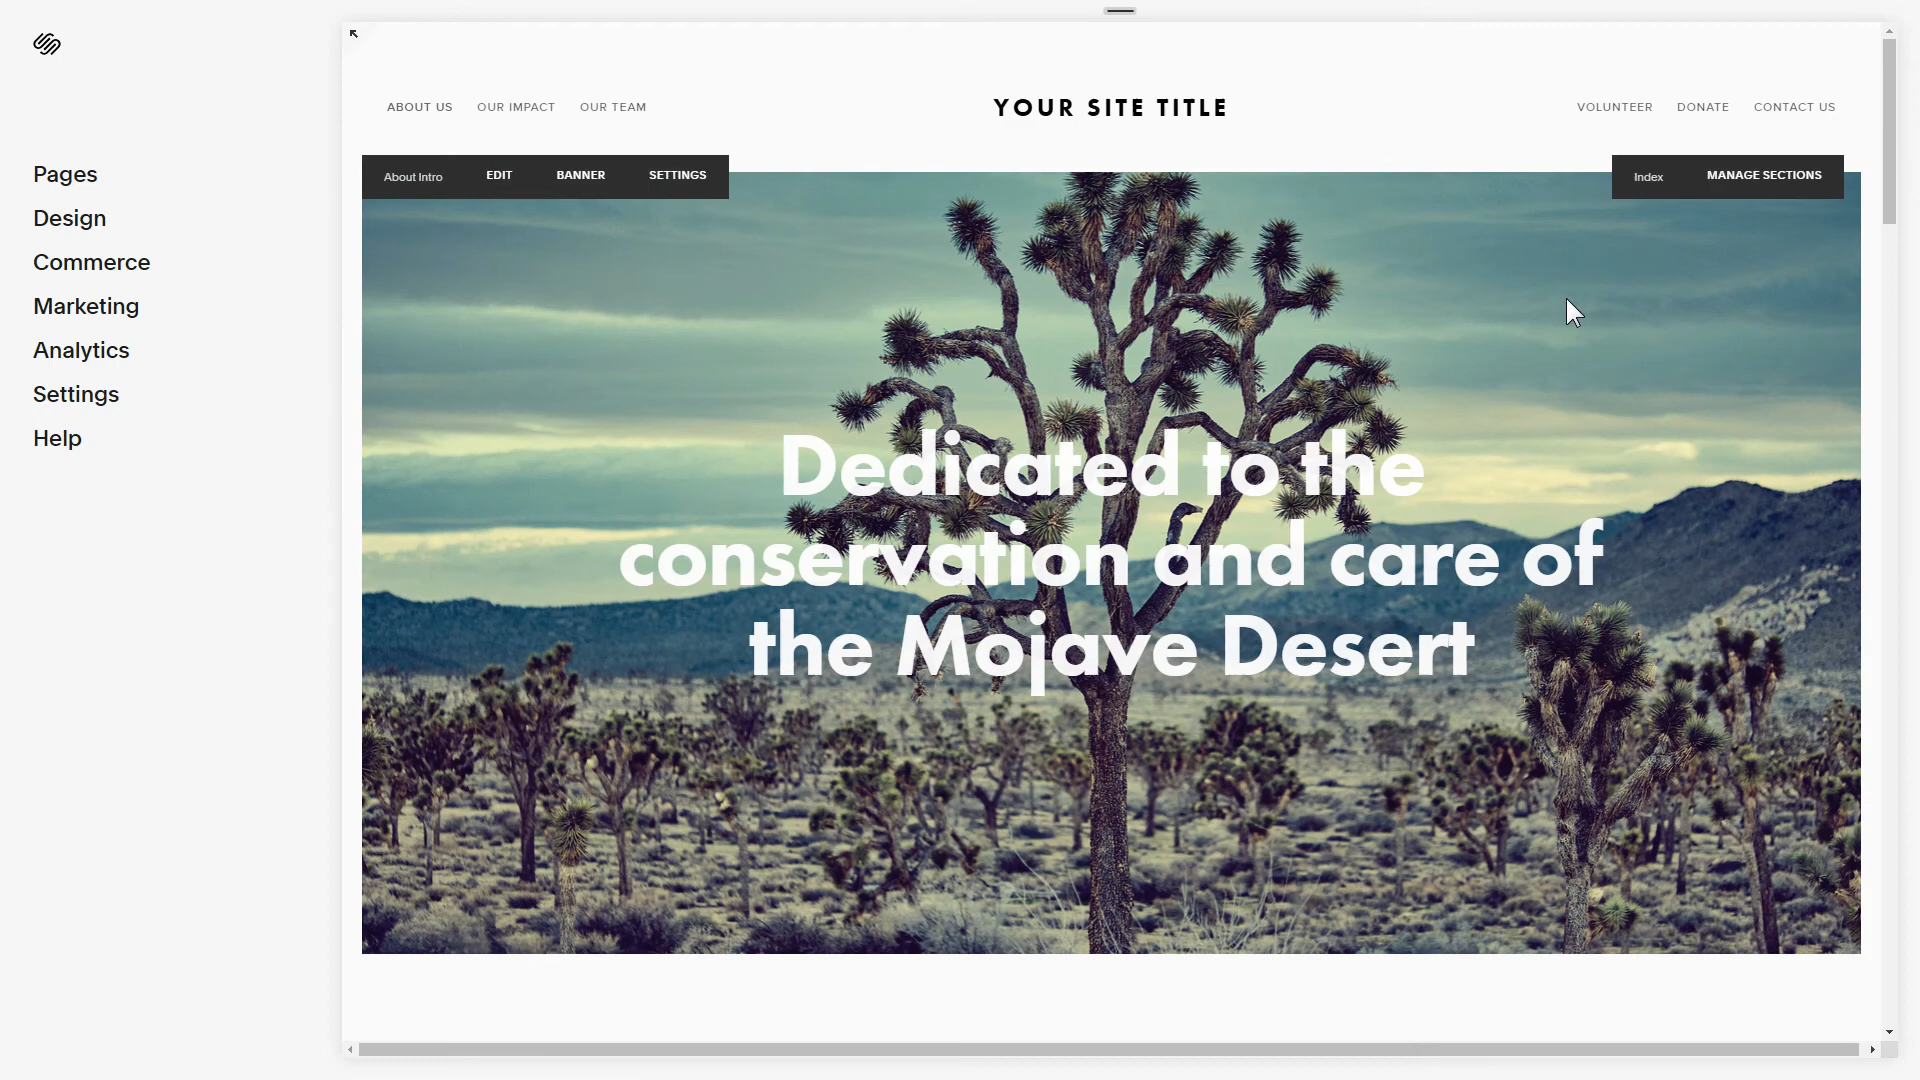 Pages
Design
Commerce
Marketing
Analytics
Settings
Help
ABOUT US OUR IMPACT OUR TEAM
YOUR SITE TITLE
VOLUNTEER DONATE CONTACT US
About Intro EDIT BANNER SETTINGS
Index MANAGE SECTIONS
Dedicated to the
conservation and care of
the Mojave Desert